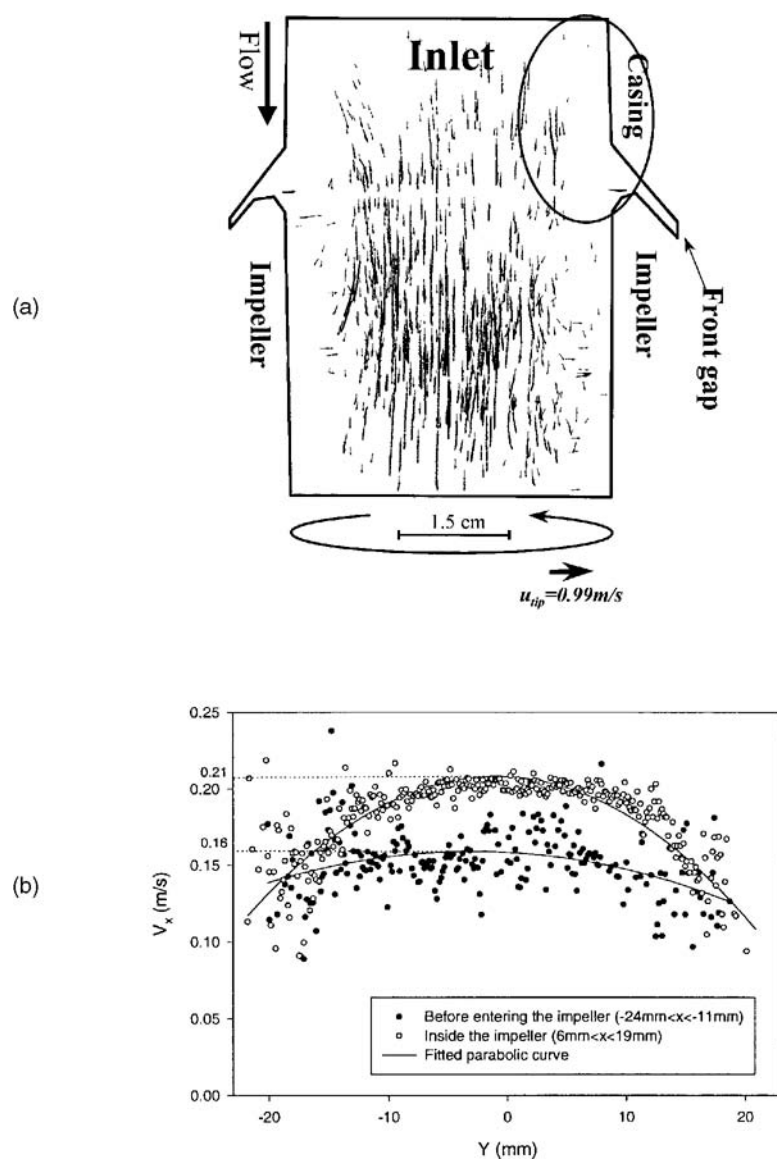 Flow
Inlet
Casing
Impeller
Impeller
Front gap
(a)
1.5 cm
u_tip=0.99m/s
(b)
V_x (m/s)
0.25
0.21
0.20
0.16
0.15
0.10
0.05
0.00
● Before entering the impeller (-24mm<x<-11mm)
○ Inside the impeller (6mm<x<19mm)
— Fitted parabolic curve
-20 -10 0 10 20
Y (mm)